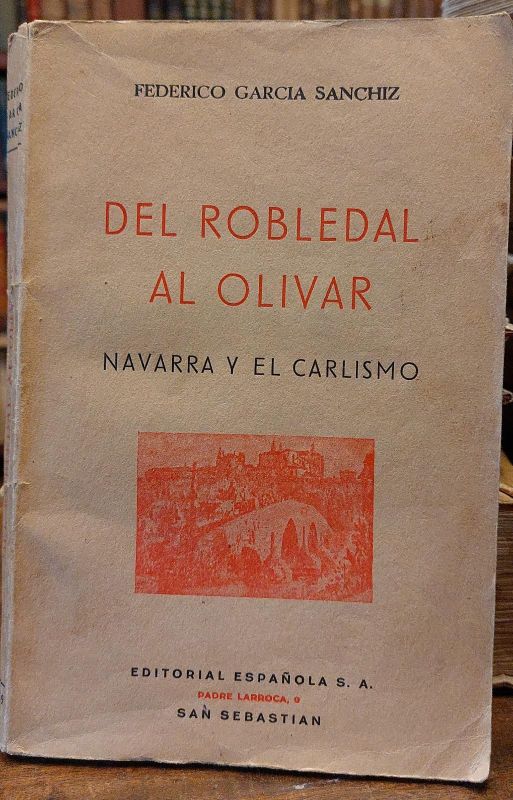 FEDERICO GARCIA SANCHIZ
DEL ROBLEDAL
AL OLIVAR
NAVARRA Y EL CARLISMO
EDITORIAL ESPAÑOLA S. A.
PADRE LARROCA, 9
SAN SEBASTIAN